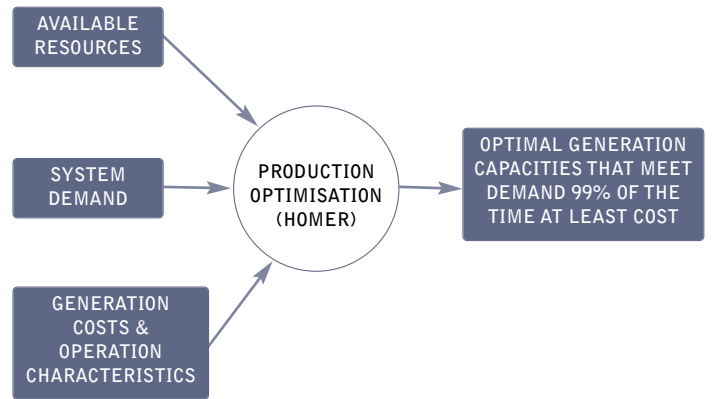 AVAILABLE
RESOURCES
SYSTEM
DEMAND
GENERATION
COSTS &
OPERATION
CHARACTERISTICS
PRODUCTION
OPTIMISATION
(HOMER)
OPTIMAL GENERATION
CAPACITIES THAT MEET
DEMAND 99% OF THE
TIME AT LEAST COST